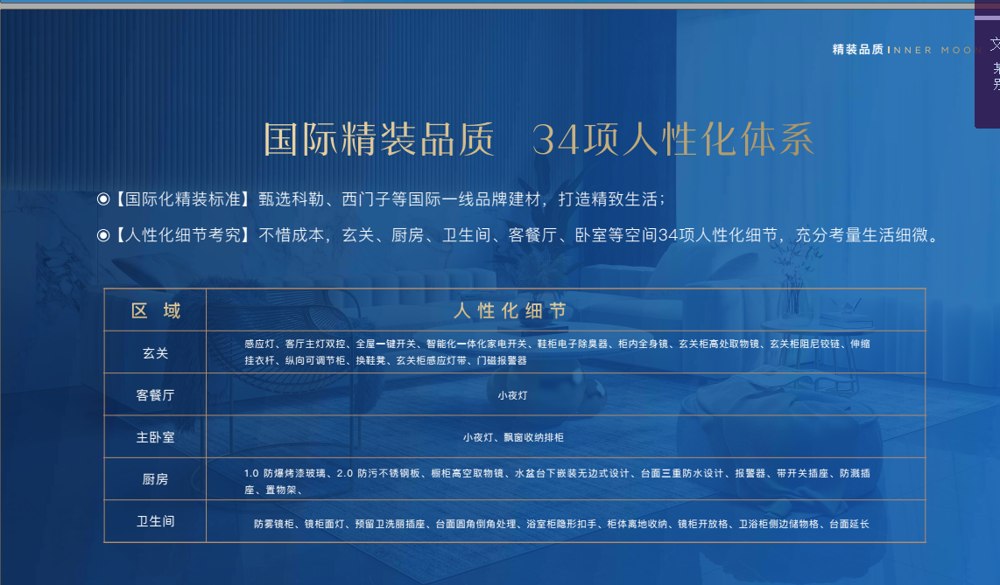 精装品质INNER MOON
文
某
别
国际精装品质 34项人性化体系
◉【国际化精装标准】甄选科勒、西门子等国际一线品牌建材，打造精致生活；
◉【人性化细节考究】不惜成本，玄关、厨房、卫生间、客餐厅、卧室等空间34项人性化细节，充分考量生活细微。
区 域
人性化细节
玄关
感应灯、客厅主灯双控、全屋一键开关、智能化一体化家电开关、鞋柜电子除臭器、柜内全身镜、玄关柜高处取物镜、玄关柜阻尼铰链、伸缩
挂衣杆、纵向可调节柜、换鞋凳、玄关柜感应灯带、门磁报警器
客餐厅
小夜灯
主卧室
小夜灯、飘窗收纳排柜
厨房
1.0 防爆烤漆玻璃、2.0 防污不锈钢板、橱柜高空取物镜、水盆台下嵌装无边式设计、台面三重防水设计、报警器、带开关插座、防溅插
座、置物架、
卫生间
防雾镜柜、镜柜面灯、预留卫洗丽插座、台面圆角倒角处理、浴室柜隐形扣手、柜体离地收纳、镜柜开放格、卫浴柜侧边储物格、台面延长